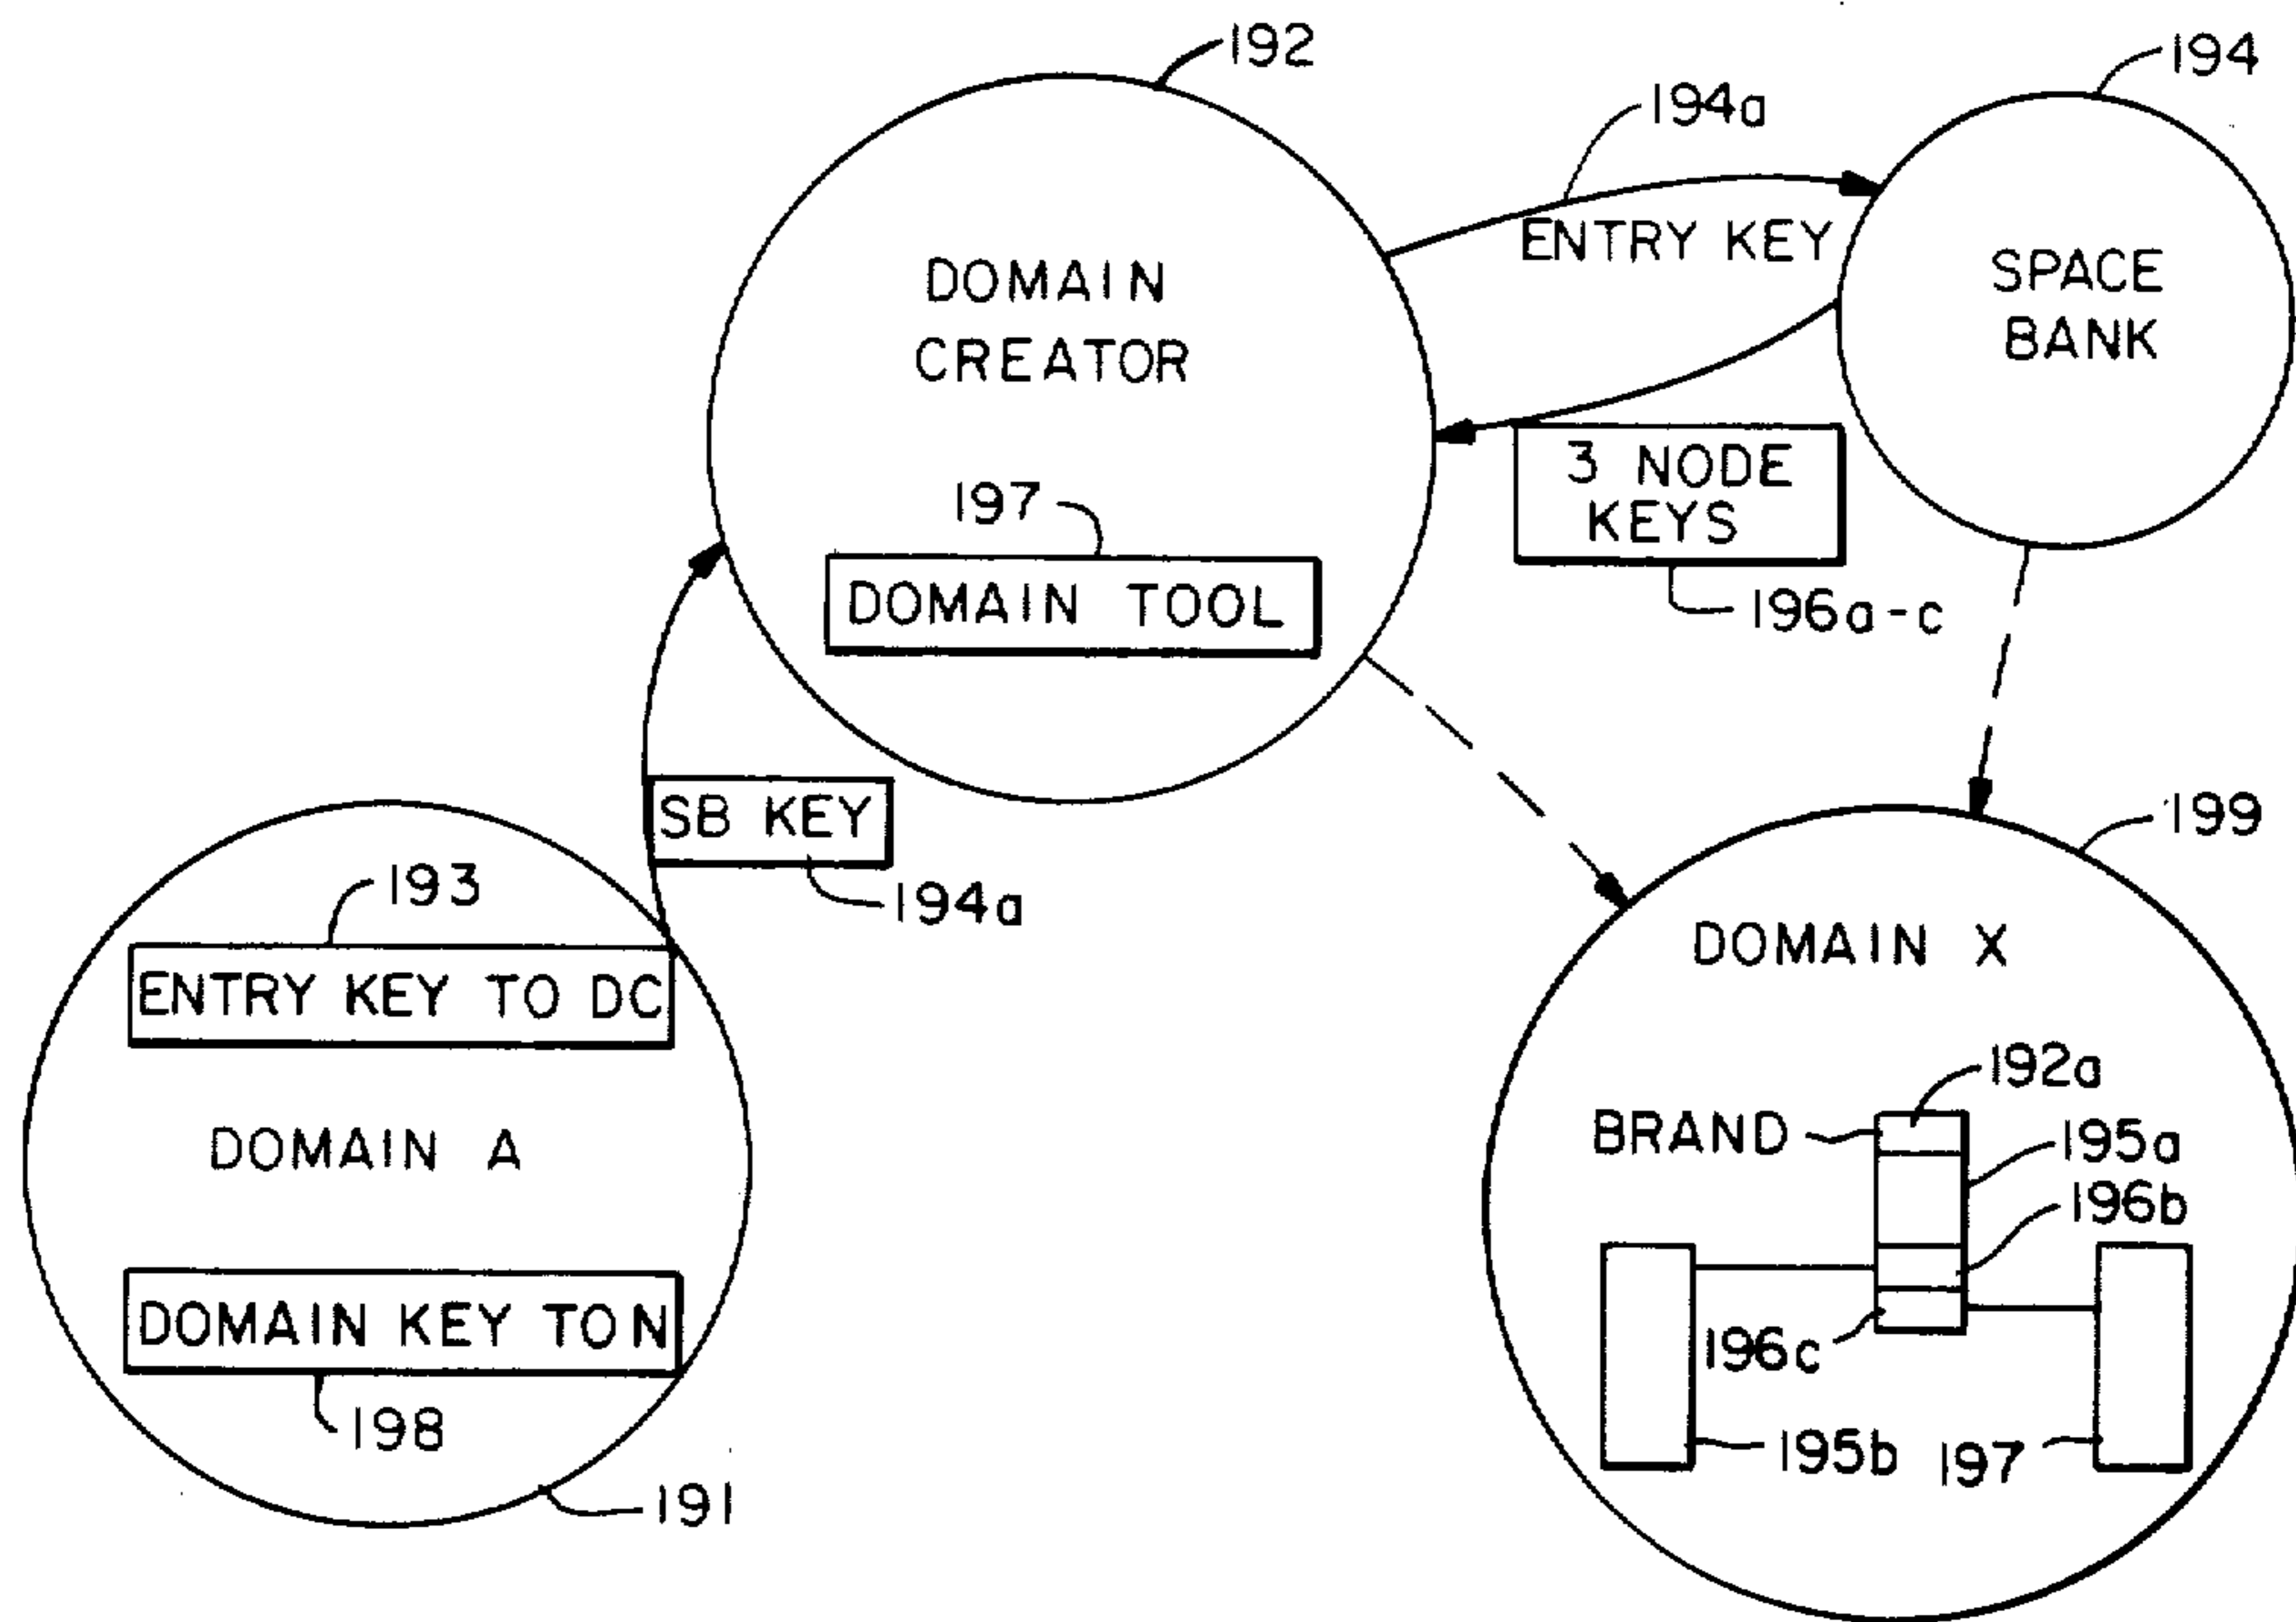 192
194
194a
ENTRY KEY
DOMAIN
CREATOR
SPACE
BANK
3 NODE
KEYS
197
DOMAIN TOOL
196a-c
SB KEY
194a
199
193
ENTRY KEY TO DC
DOMAIN X
192a
BRAND
195a
DOMAIN A
196b
DOMAIN KEY TO N
196c
198
195b
197
191